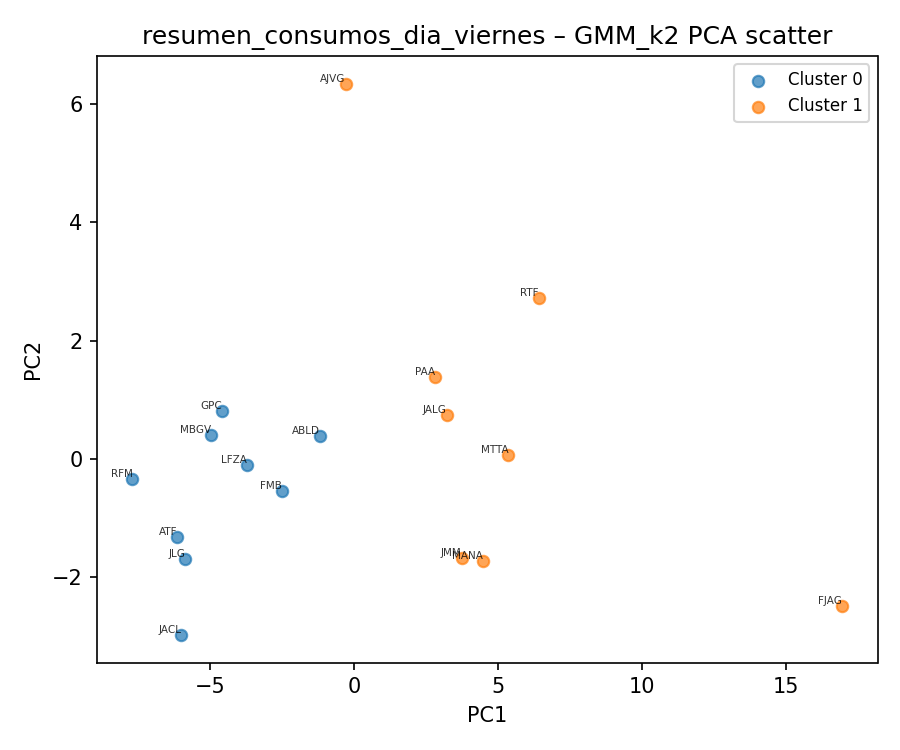 resumen_consumos_dia_viernes – GMM_k2 PCA scatter
Cluster 0
Cluster 1
AJVG
RTF
PAA
JALG
MTTA
GPC
MBGV
ABLD
LFZA
RFM
FMB
ATF
JLG
JMM
MANA
FJAG
JACL
6
4
2
0
−2
PC2
−5
0
5
10
15
PC1